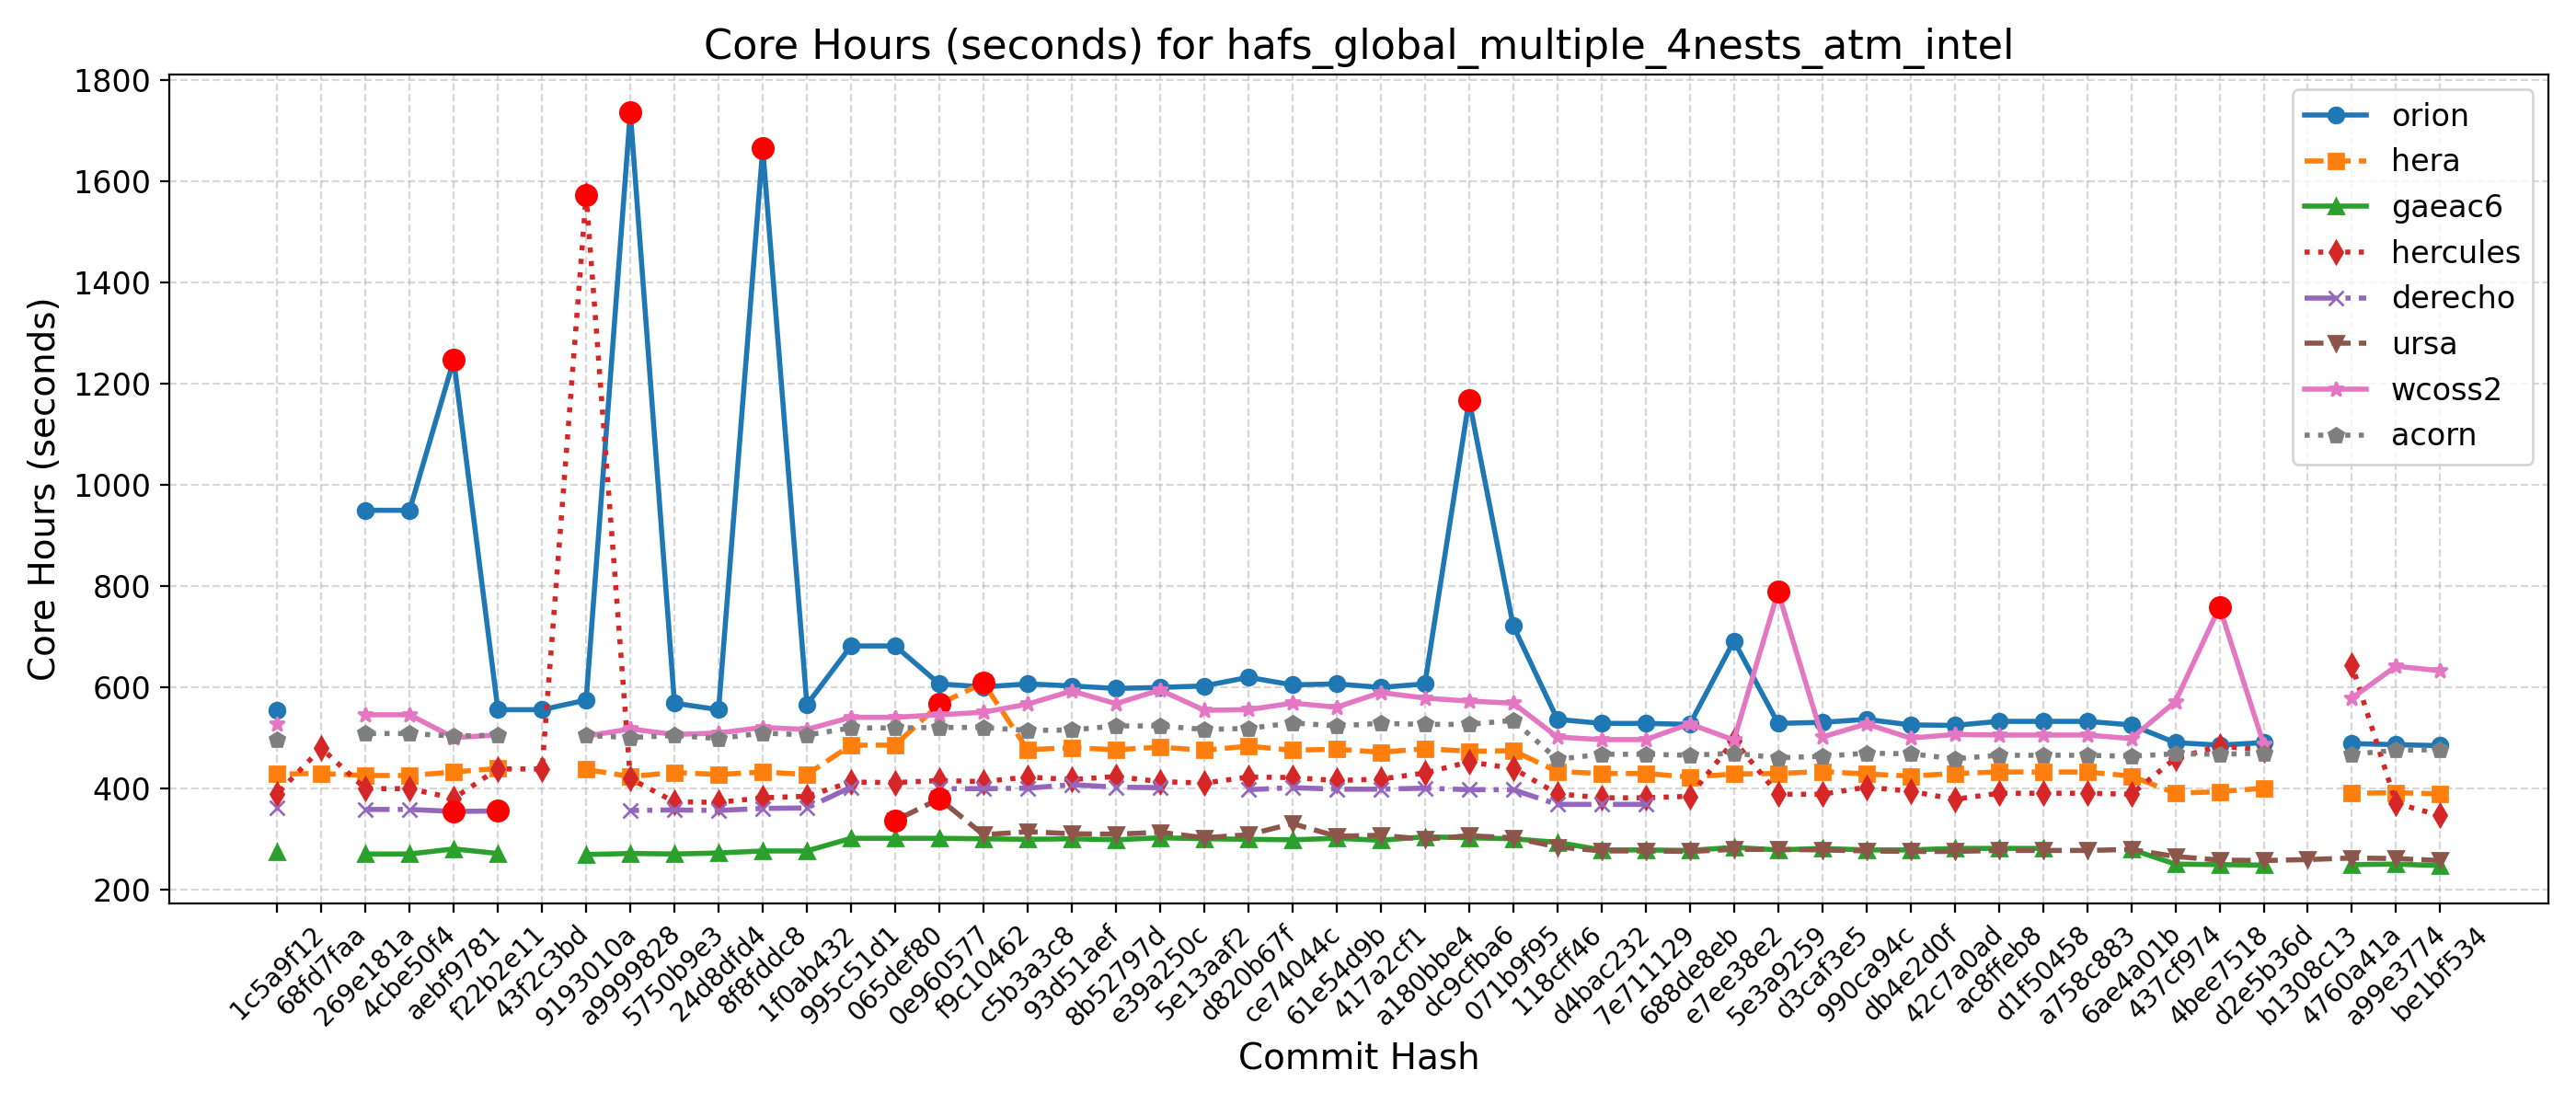 Core Hours (seconds) for hafs_global_multiple_4nests_atm_intel
Core Hours (seconds)
1800
1600
1400
1200
1000
800
600
400
200
orion
hera
gaeac6
hercules
derecho
ursa
wcoss2
acorn
1c5a9f12
68fd7faa
269e181a
4cbe50f4
aebf9781
f22b2e11
43f2c3bd
9193010a
a9999828
5750b9e3
24d8dfd4
8f8fddc8
1f0ab432
995c51d1
065def80
0e960577
f9c10462
c5b3a3c8
93d51aef
8b52797d
e39a250c
5e13aaf2
d820b67f
ce74044c
61e54d9b
417a2cf1
a180bbe4
dc9cfba6
071b9f95
118cff46
d4bac232
7e711129
688de8eb
e7ee38e2
5e3a9259
d3caf3e5
990ca94c
db4e2d0f
42c7a0ad
ac8ffeb8
d1f50458
a758c883
6ae4a01b
437cf974
4bee7518
d2e5b36d
b1308c13
4760a41a
a99e3774
be1bf534
Commit Hash